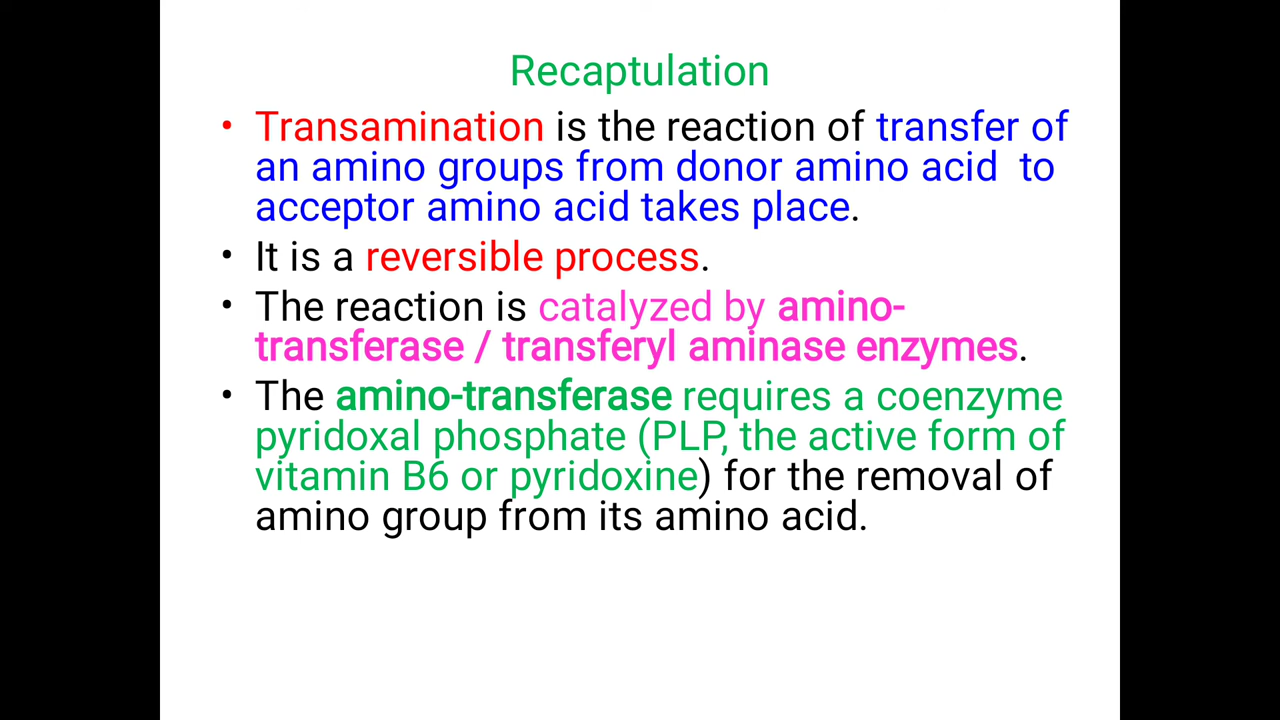 Recaptulation
• Transamination is the reaction of transfer of
an amino groups from donor amino acid  to
acceptor amino acid takes place.
• It is a reversible process.
• The reaction is catalyzed by amino-
transferase / transferyl aminase enzymes.
• The amino-transferase requires a coenzyme
pyridoxal phosphate (PLP, the active form of
vitamin B6 or pyridoxine) for the removal of
amino group from its amino acid.